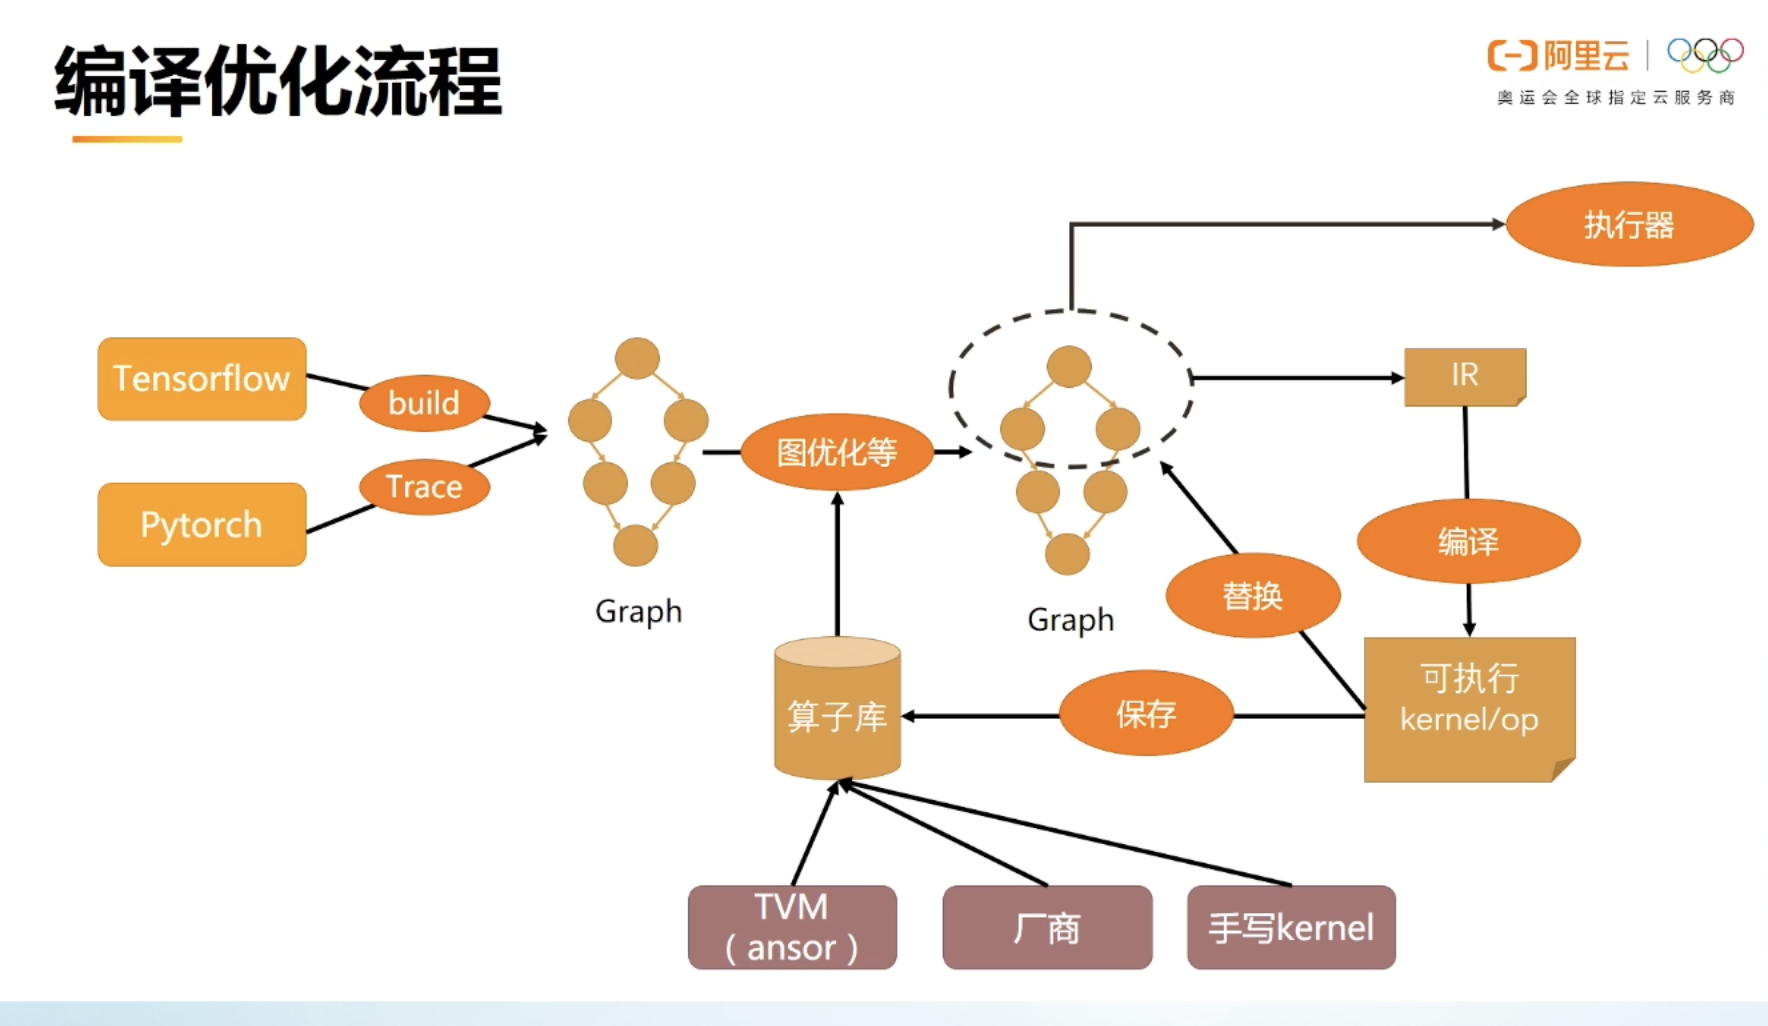 编译优化流程
阿里云
奥运会全球指定云服务商
执行器
Tensorflow
build
IR
Trace
图优化等
Pytorch
编译
替换
Graph
Graph
可执行
kernel/op
算子库
保存
TVM
（ansor）
厂商
手写kernel